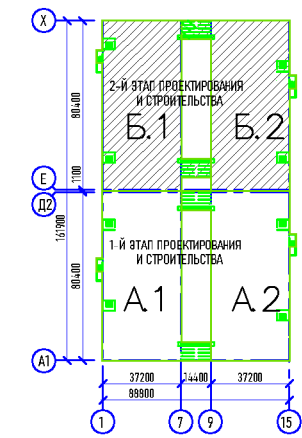 Х
2-Й ЭТАП ПРОЕКТИРОВАНИЯ
И СТРОИТЕЛЬСТВА
Б.1
Б.2
80400
Е
1100
Д2
161900
1-Й ЭТАП ПРОЕКТИРОВАНИЯ
И СТРОИТЕЛЬСТВА
80400
А.1
А.2
А1
37200
14400
37200
88800
1
7
9
15